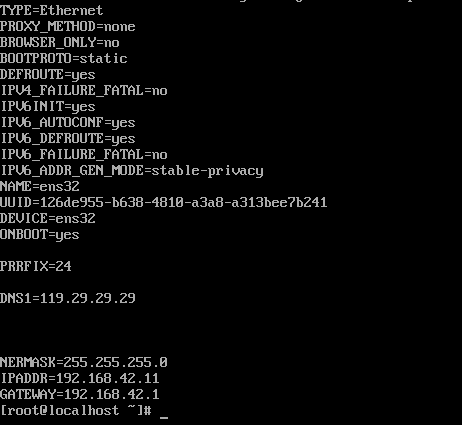 TYPE=Ethernet
PROXY_METHOD=none
BROWSER_ONLY=no
BOOTPROTO=static
DEFROUTE=yes
IPV4_FAILURE_FATAL=no
IPV6INIT=yes
IPV6_AUTOCONF=yes
IPV6_DEFROUTE=yes
IPV6_FAILURE_FATAL=no
IPV6_ADDR_GEN_MODE=stable-privacy
NAME=ens32
UUID=126de955-b638-4810-a3a8-a313bee7b241
DEVICE=ens32
ONBOOT=yes
PRRFIX=24
DNS1=119.29.29.29
NERMASK=255.255.255.0
IPADDR=192.168.42.11
GATEWAY=192.168.42.1
[root@localhost ~]# _